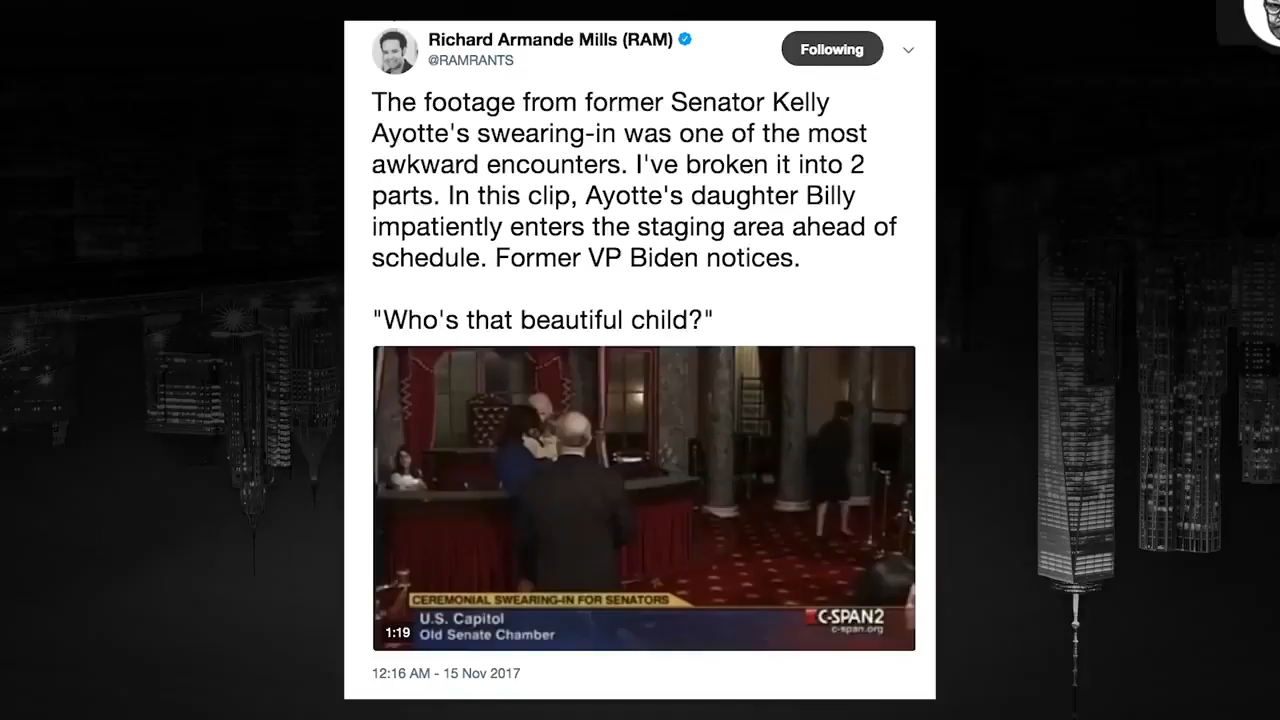 Richard Armande Mills (RAM)
@RAMRANTS
Following
The footage from former Senator Kelly
Ayotte's swearing-in was one of the most
awkward encounters. I've broken it into 2
parts. In this clip, Ayotte's daughter Billy
impatiently enters the staging area ahead of
schedule. Former VP Biden notices.
"Who's that beautiful child?"
CEREMONIAL SWEARING-IN FOR SENATORS
U.S. Capitol
Old Senate Chamber
1:19
C-SPAN2
c-span.org
12:16 AM - 15 Nov 2017